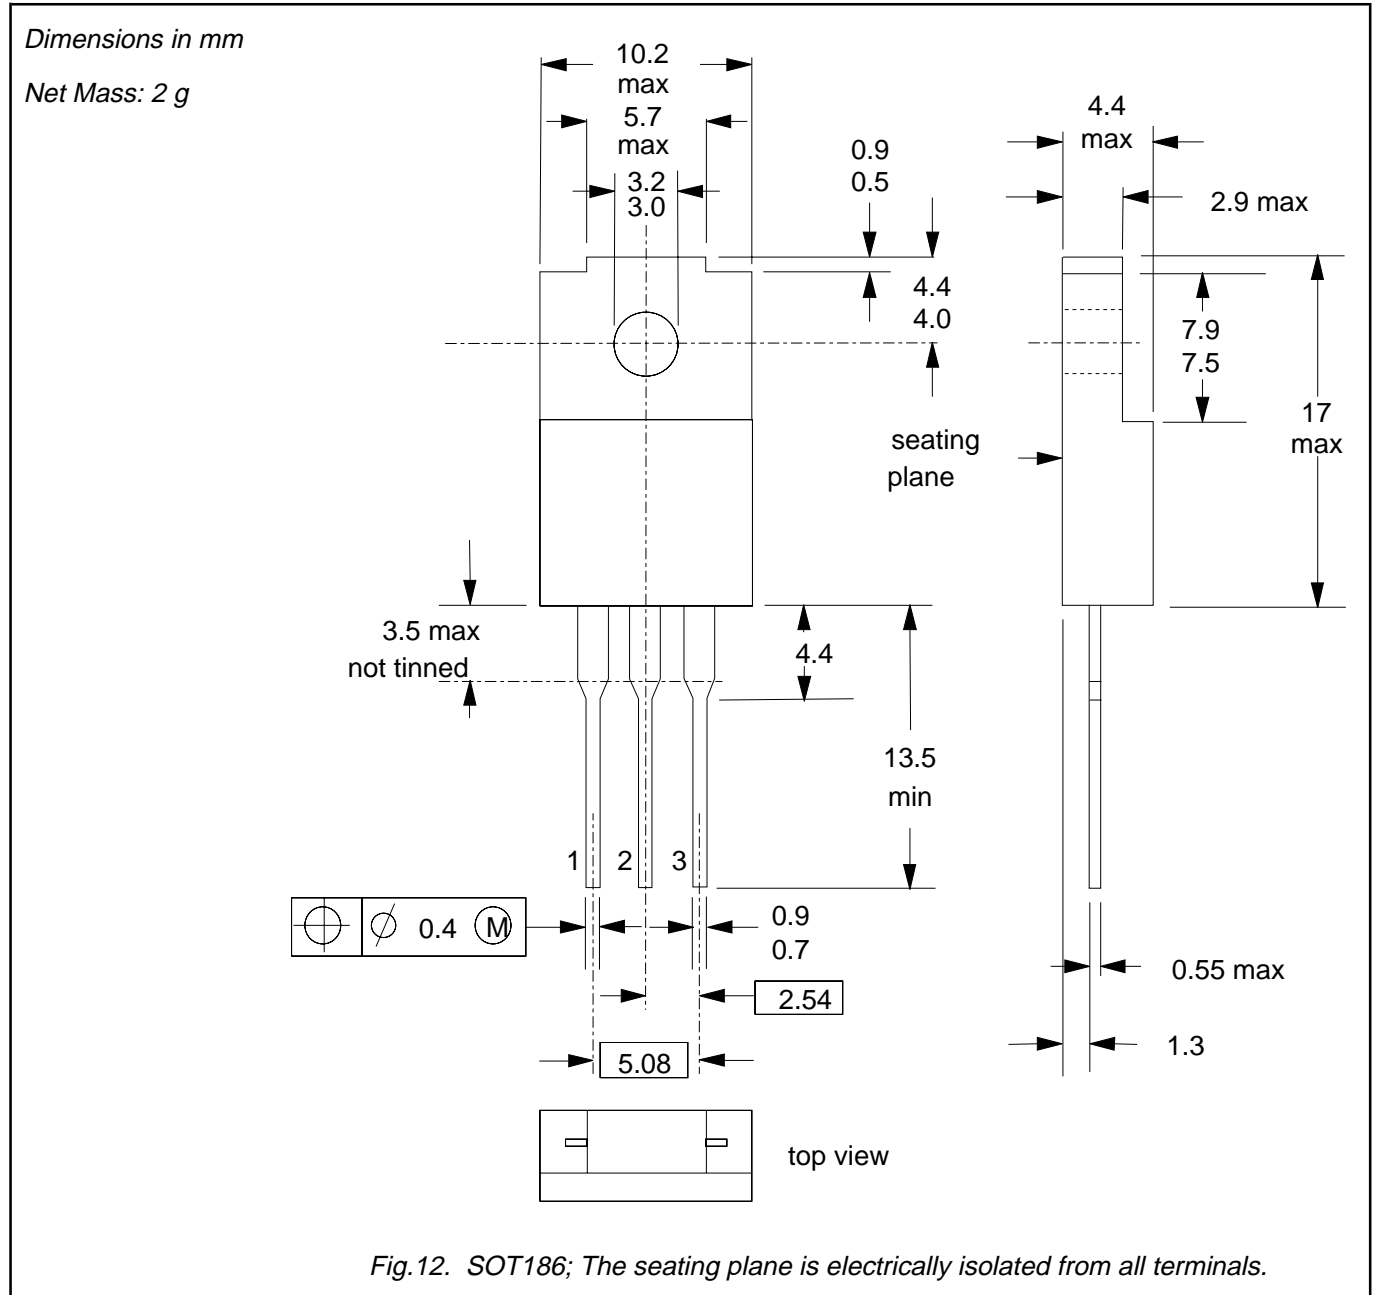 Dimensions in mm
Net Mass: 2 g
10.2
max
5.7
max
3.2
3.0
0.9
0.5
4.4
4.0
4.4
max
2.9 max
7.9
7.5
17
max
seating
plane
3.5 max
not tinned
4.4
13.5
min
1 2 3
0.4 M
0.9
0.7
2.54
5.08
0.55 max
1.3
top view
Fig.12. SOT186; The seating plane is electrically isolated from all terminals.